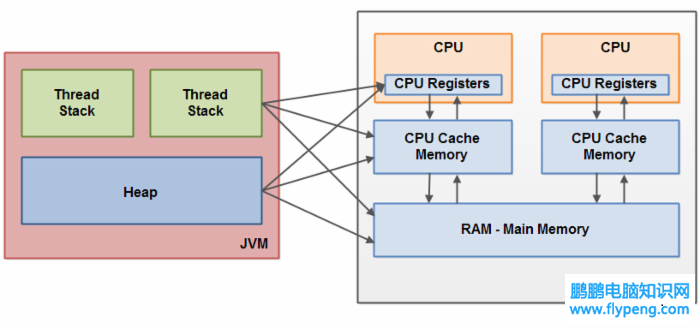 Thread
Stack
Thread
Stack
Heap
JVM
CPU
CPU Registers
CPU Cache
Memory
CPU
CPU Registers
CPU Cache
Memory
RAM - Main Memory
鹏鹏电脑知识网
www.flypeng.com